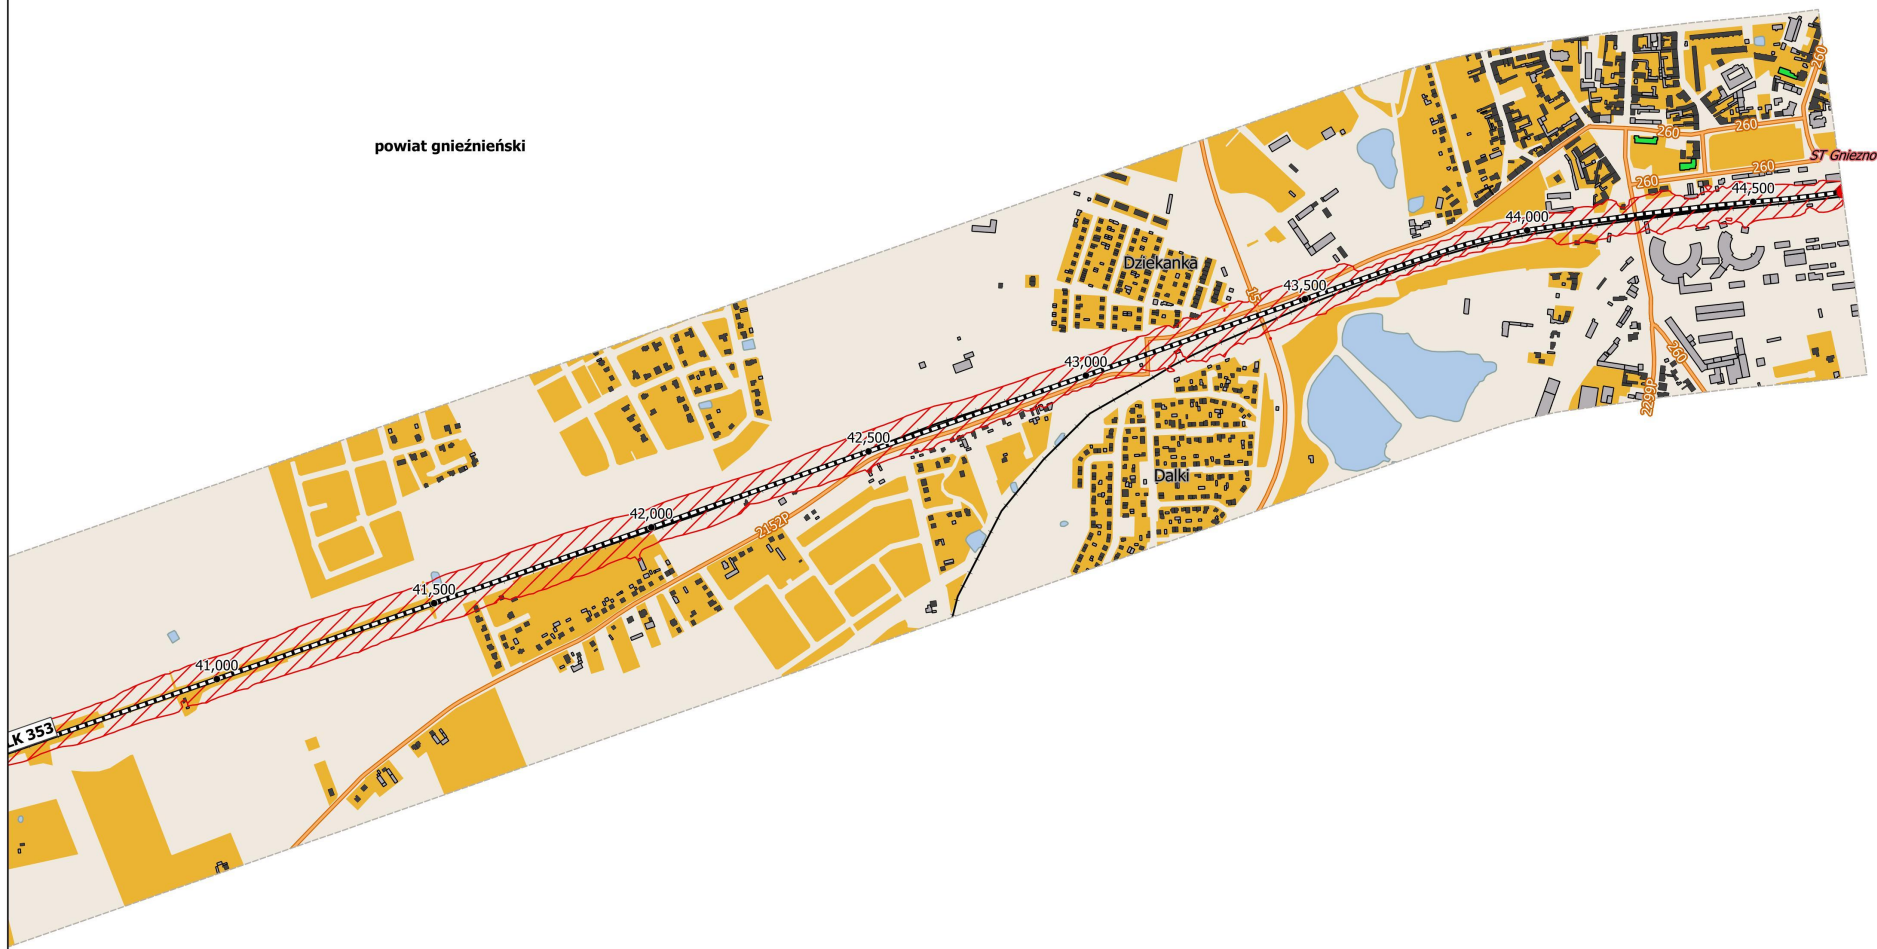 260
powiat gnieźnieński
260
260
ST Gniezno
260
260
44,500
44,000
Dziekanka
43,500
15
43,000
260
2299P
42,500
Dalki
42,000
2152P
41,500
41,000
LK 353